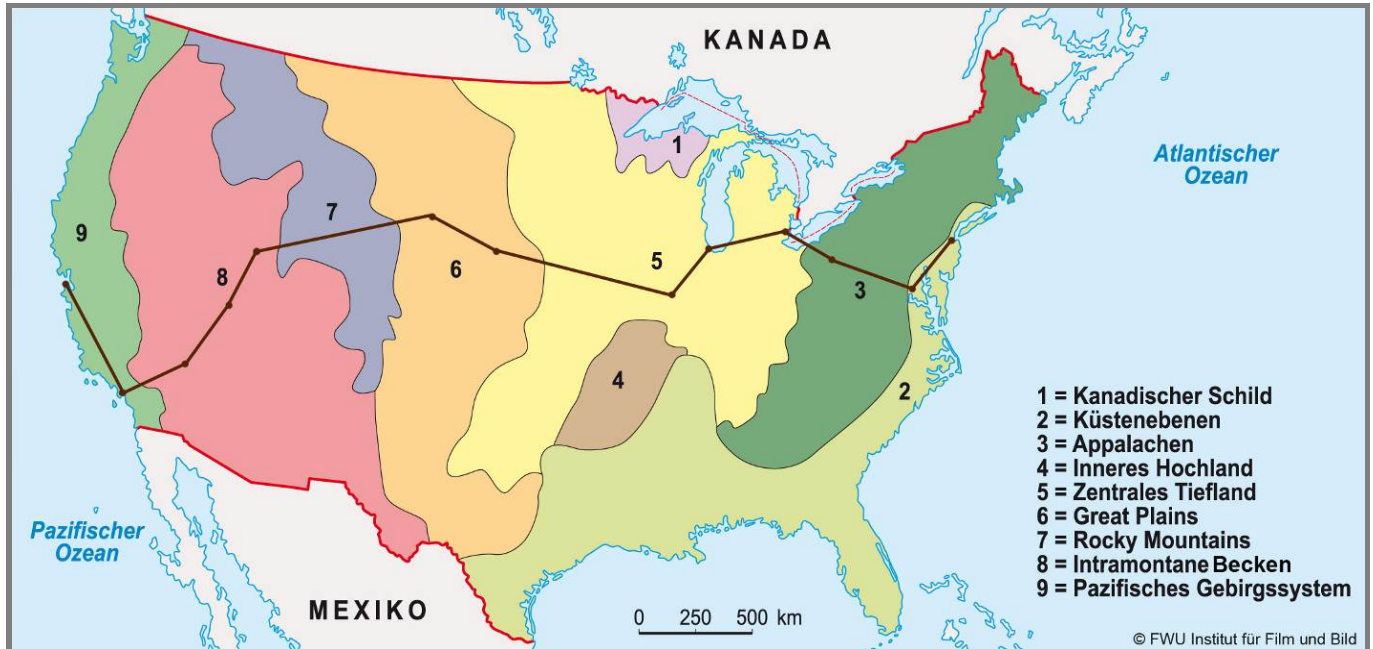 KANADA
1
Atlantischer
Ozean
7
9
5
6
8
3
4
2
1 = Kanadischer Schild
2 = Küstenebenen
3 = Appalachen
4 = Inneres Hochland
5 = Zentrales Tiefland
6 = Great Plains
7 = Rocky Mountains
8 = Intramontane Becken
9 = Pazifisches Gebirgssystem
Pazifischer
Ozean
MEXIKO
0 250 500 km
© FWU Institut für Film und Bild